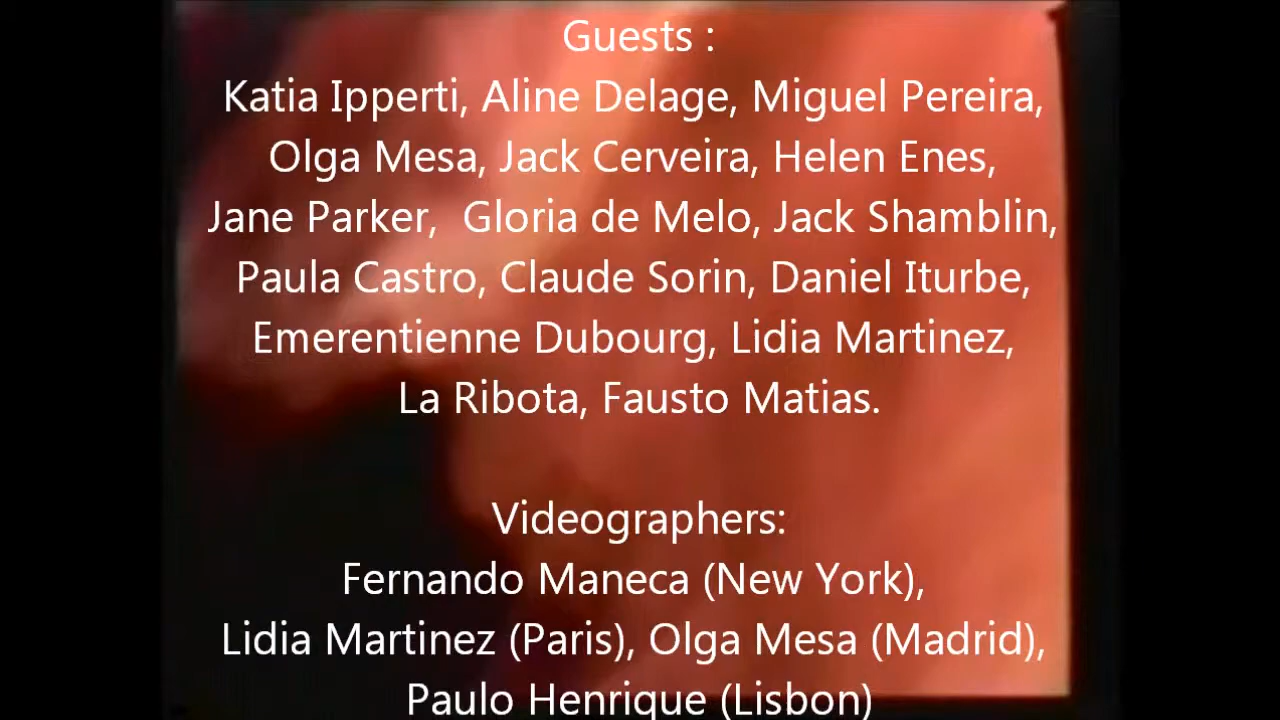 Guests :
Katia Ipperti, Aline Delage, Miguel Pereira,
Olga Mesa, Jack Cerveira, Helen Enes,
Jane Parker,  Gloria de Melo, Jack Shamblin,
Paula Castro, Claude Sorin, Daniel Iturbe,
Emerentienne Dubourg, Lidia Martinez,
La Ribota, Fausto Matias.
Videographers:
Fernando Maneca (New York),
Lidia Martinez (Paris), Olga Mesa (Madrid),
Paulo Henrique (Lisbon)